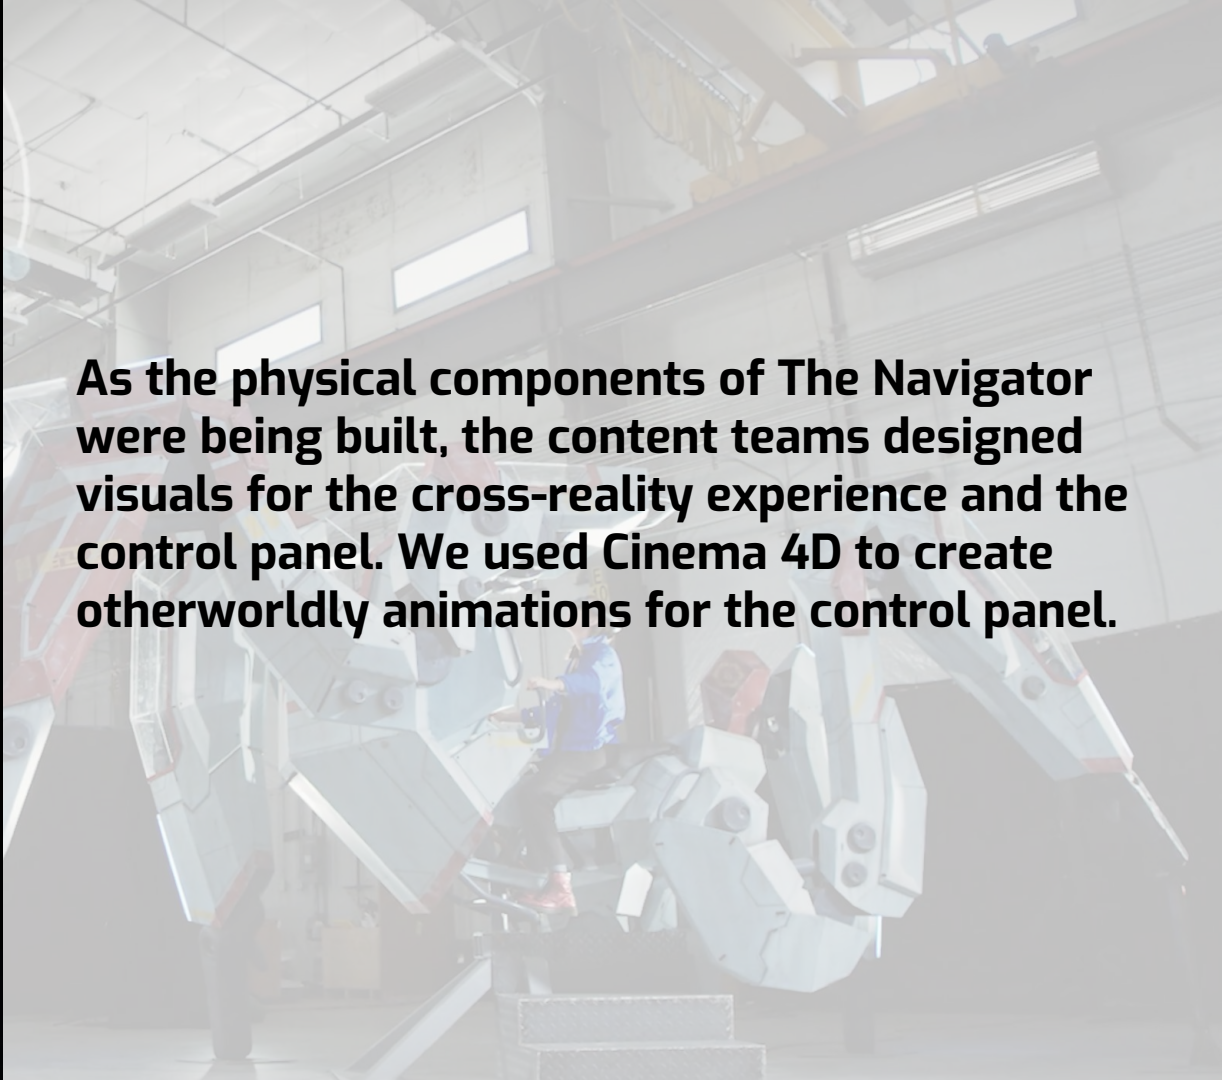 As the physical components of The Navigator
were being built, the content teams designed
visuals for the cross-reality experience and the
control panel. We used Cinema 4D to create
otherworldly animations for the control panel.